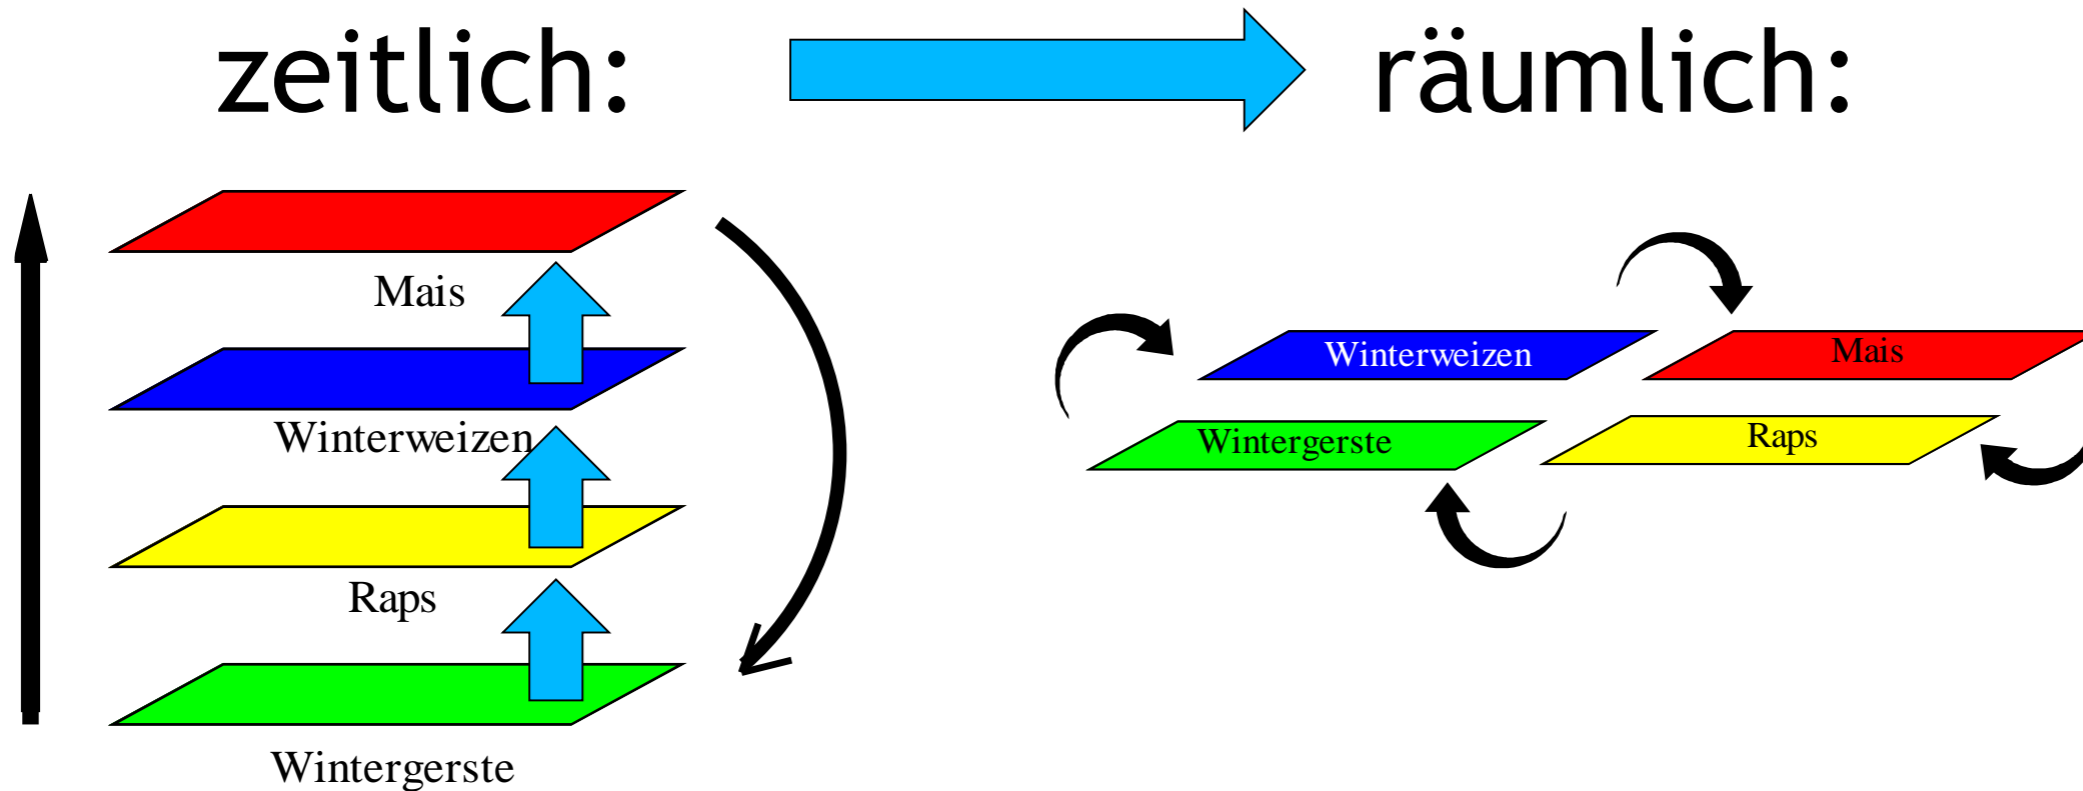 zeitlich:
räumlich:
Mais
Winterweizen
Raps
Wintergerste
Winterweizen
Mais
Wintergerste
Raps